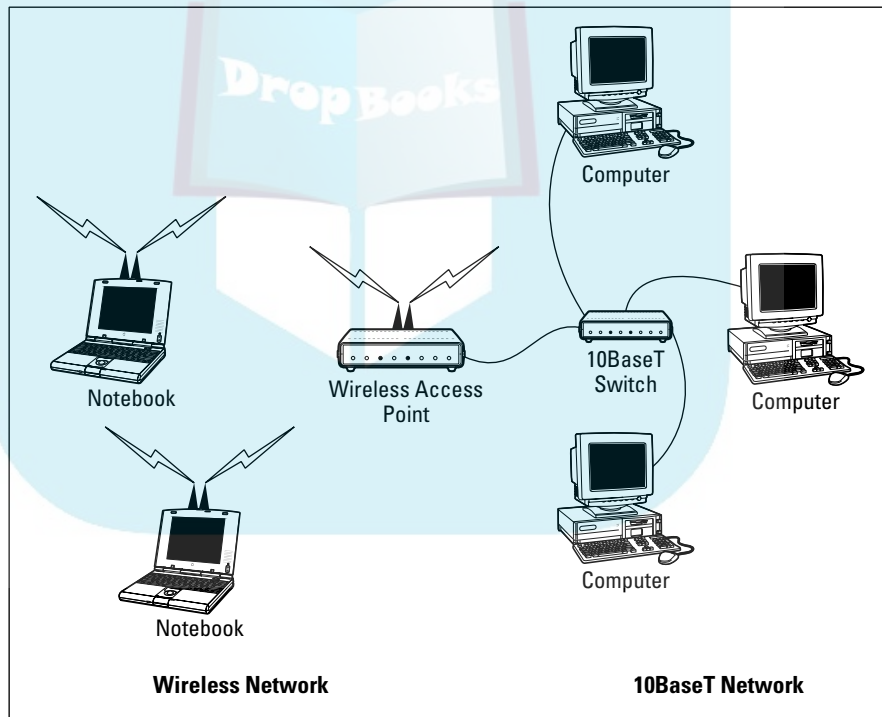 DropBooks
Computer
Notebook
Wireless Access
Point
10BaseT
Switch
Computer
Computer
Notebook
Wireless Network
10BaseT Network